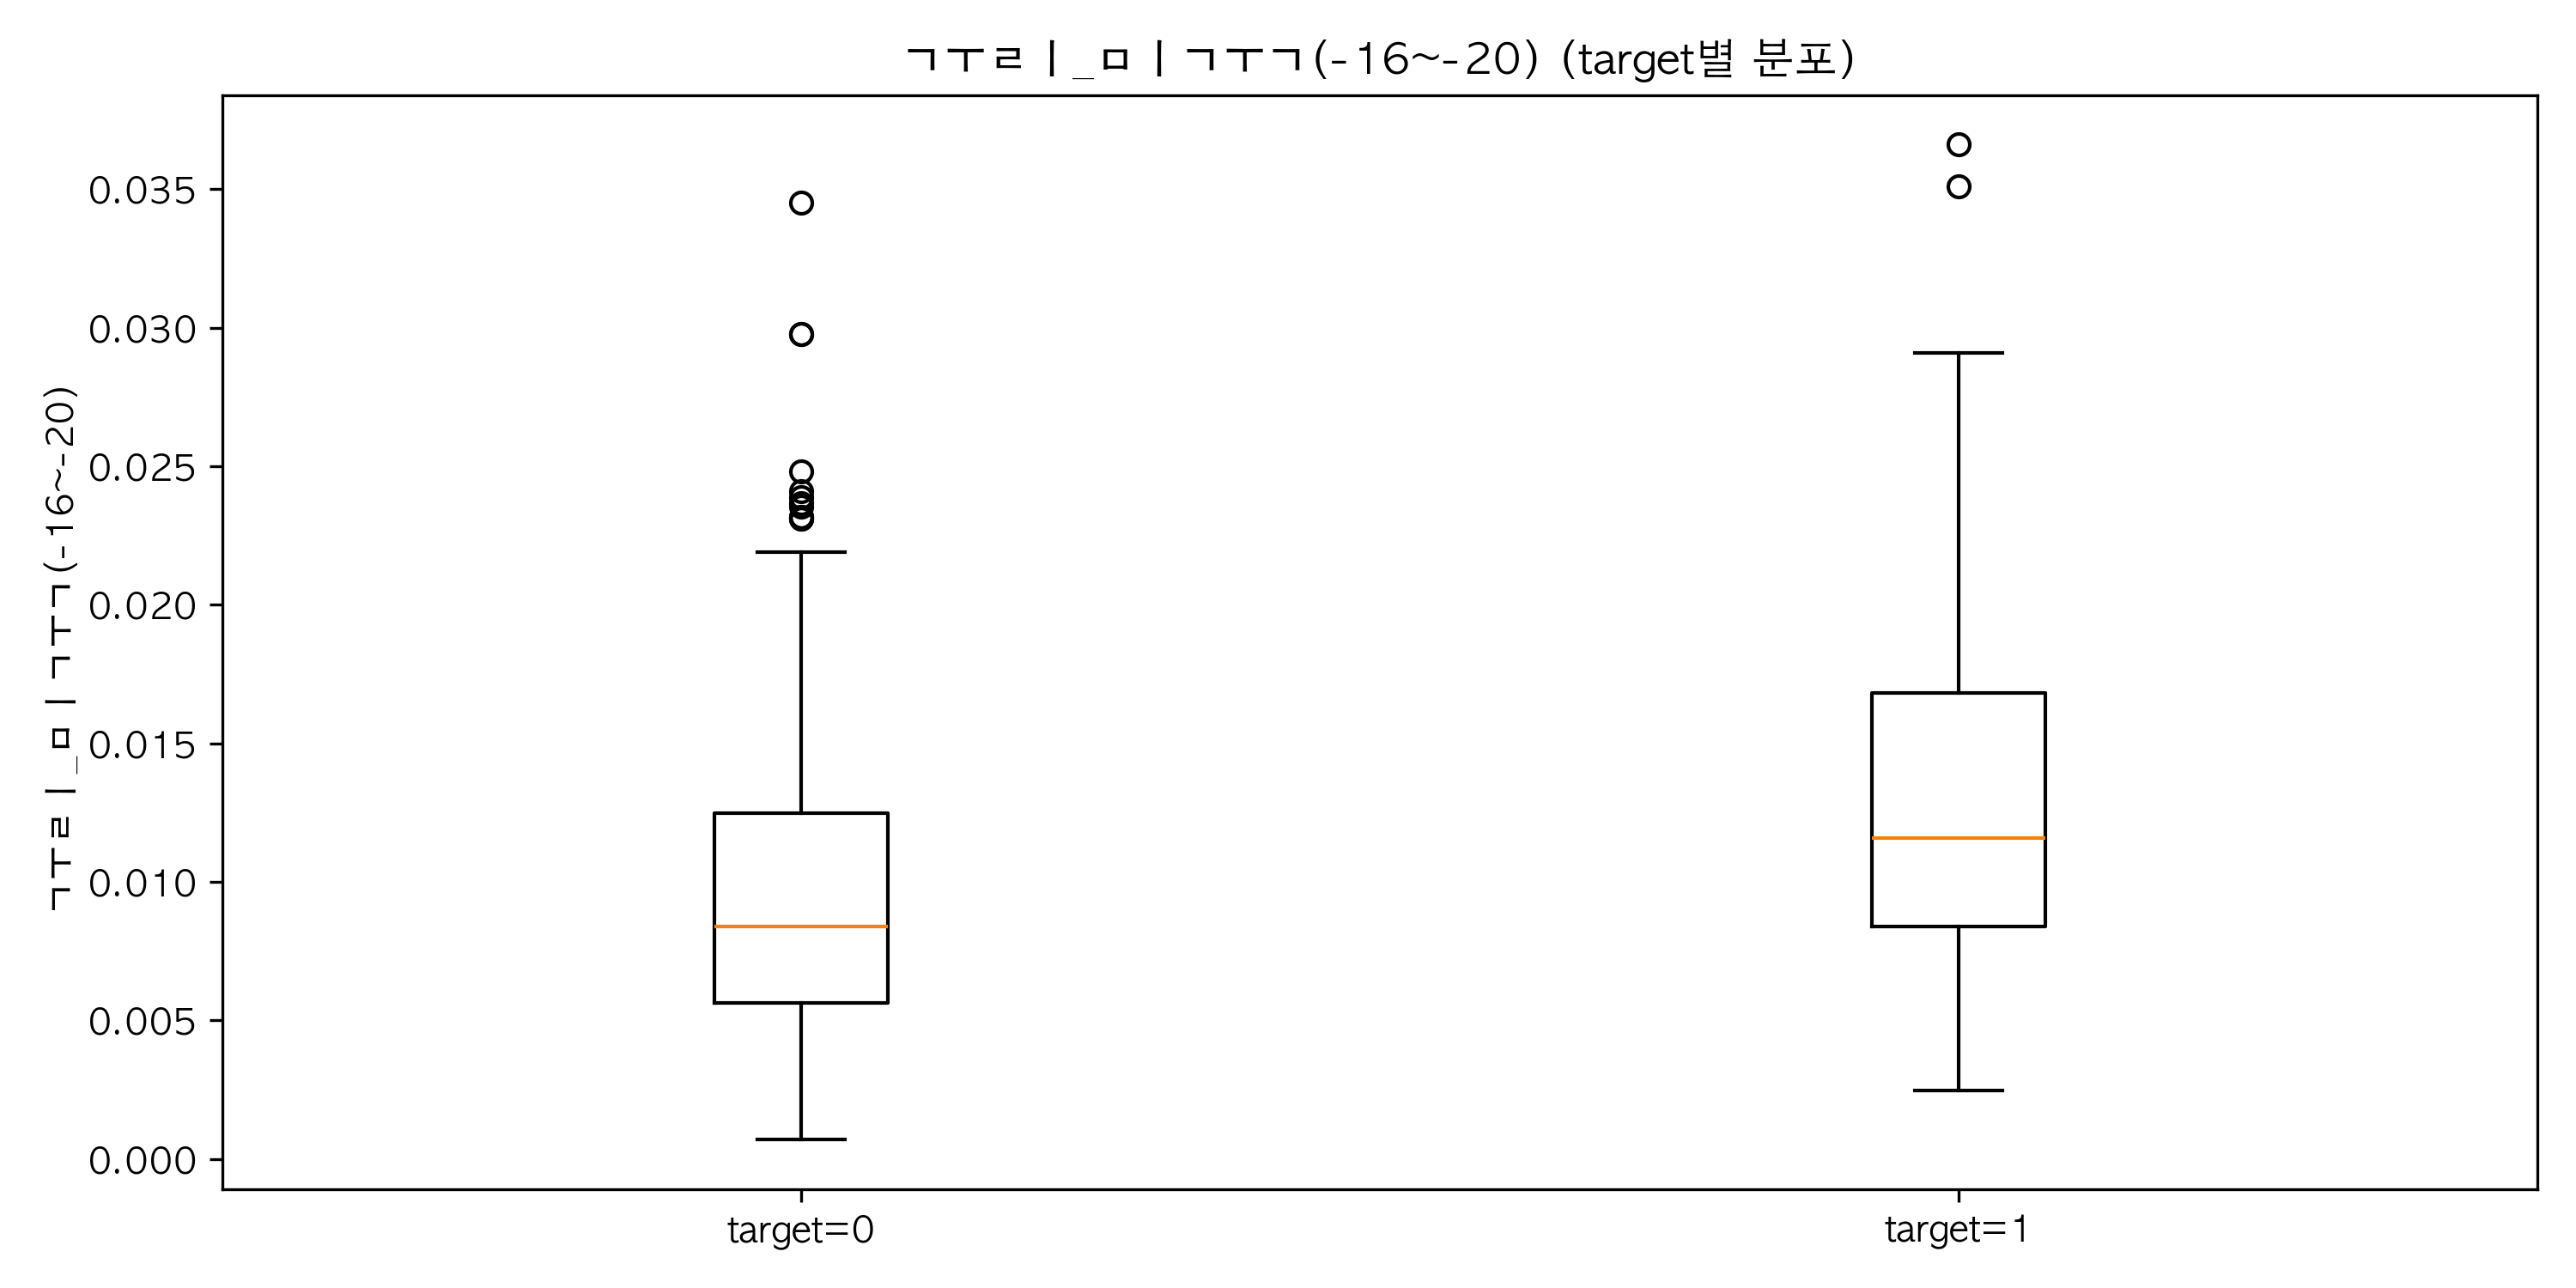 ㄱㅜㄹㅣ_ㅁㅣㄱㅜㄱ(-16~-20) (target별 분포)
ㄱㅜㄹㅣ_ㅁㅣㄱㅜㄱ(-16~-20)
0.035
0.030
0.025
0.020
0.015
0.010
0.005
0.000
target=0
target=1